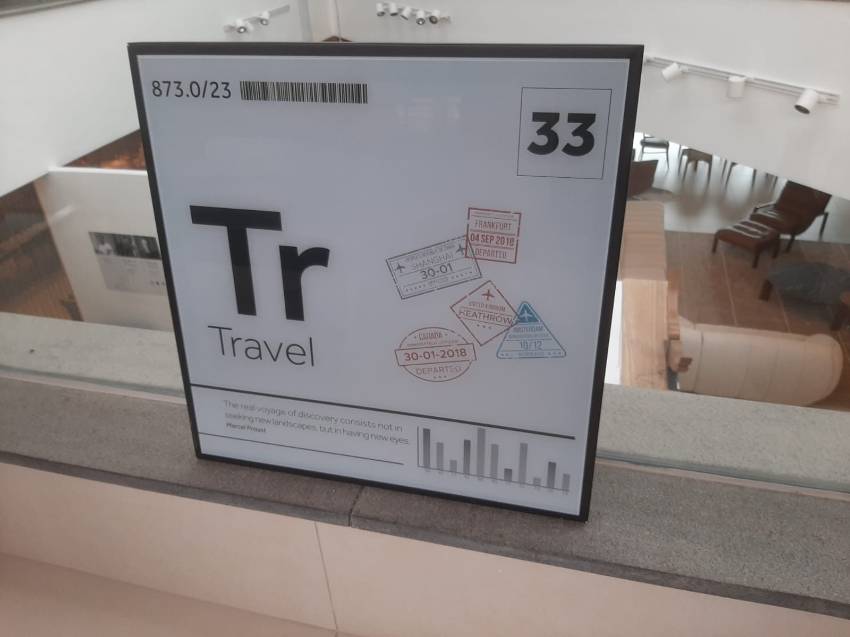 873.0/23
33
Tr
Travel
FRANKFURT
04 SEP 2018
DEPARTED
SHANGHAI
30-01
HEATHROW
AMSTERDAM
10/12
CANADA
30-01-2018
DEPARTED
The real voyage of discovery consists not in
seeking new landscapes, but in having new eyes.
Marcel Proust